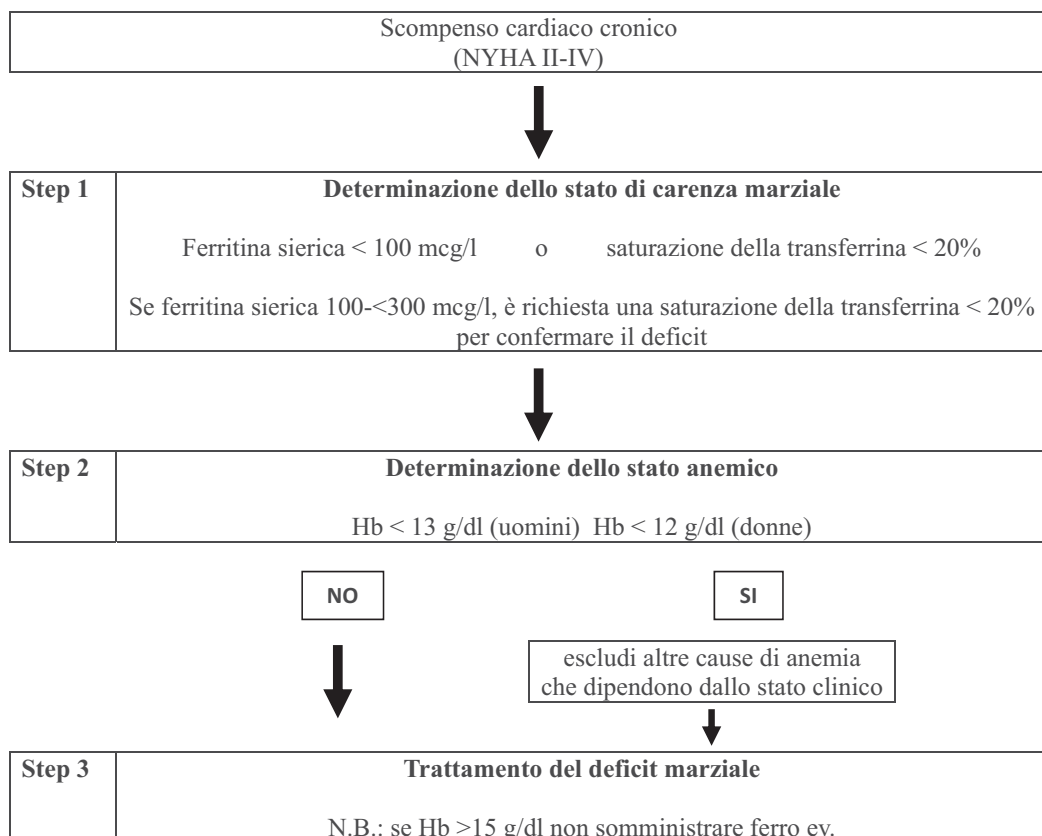 Scompenso cardiaco cronico
(NYHA II-IV)
Step 1
Determinazione dello stato di carenza marziale
Ferritina sierica < 100 mcg/l o saturazione della transferrina < 20%
Se ferritina sierica 100-<300 mcg/l, è richiesta una saturazione della transferrina < 20%
per confermare il deficit
Step 2
Determinazione dello stato anemico
Hb < 13 g/dl (uomini) Hb < 12 g/dl (donne)
NO
SI
escludi altre cause di anemia
che dipendono dallo stato clinico
Step 3
Trattamento del deficit marziale
N.B.: se Hb >15 g/dl non somministrare ferro ev.